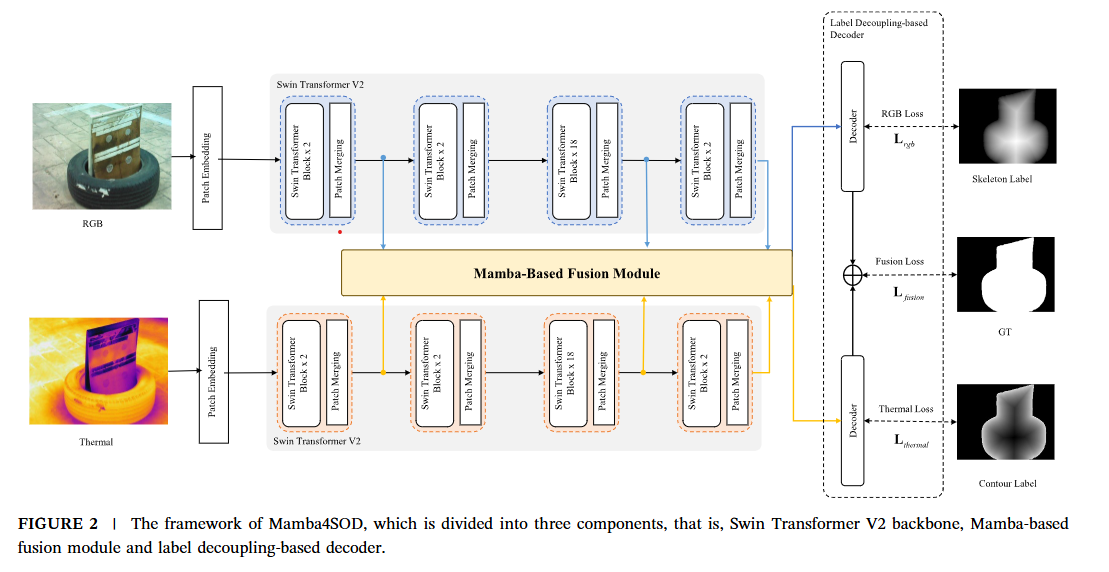 Label Decoupling-based
Decoder
Swin Transformer V2
RGB
Patch Embedding
Swin Transformer
Block x 2
Patch Merging
Swin Transformer
Block x 2
Patch Merging
Swin Transformer
Block x 18
Patch Merging
Swin Transformer
Block x 2
Patch Merging
Decoder
RGB Loss
L rgb
Skeleton Label
Mamba-Based Fusion Module
Fusion Loss
L fusion
GT
Thermal
Patch Embedding
Swin Transformer
Block x 2
Patch Merging
Swin Transformer
Block x 2
Patch Merging
Swin Transformer
Block x 18
Patch Merging
Swin Transformer
Block x 2
Patch Merging
Swin Transformer V2
Decoder
Thermal Loss
L thermal
Contour Label
FIGURE 2 | The framework of Mamba4SOD, which is divided into three components, that is, Swin Transformer V2 backbone, Mamba-based
fusion module and label decoupling-based decoder.